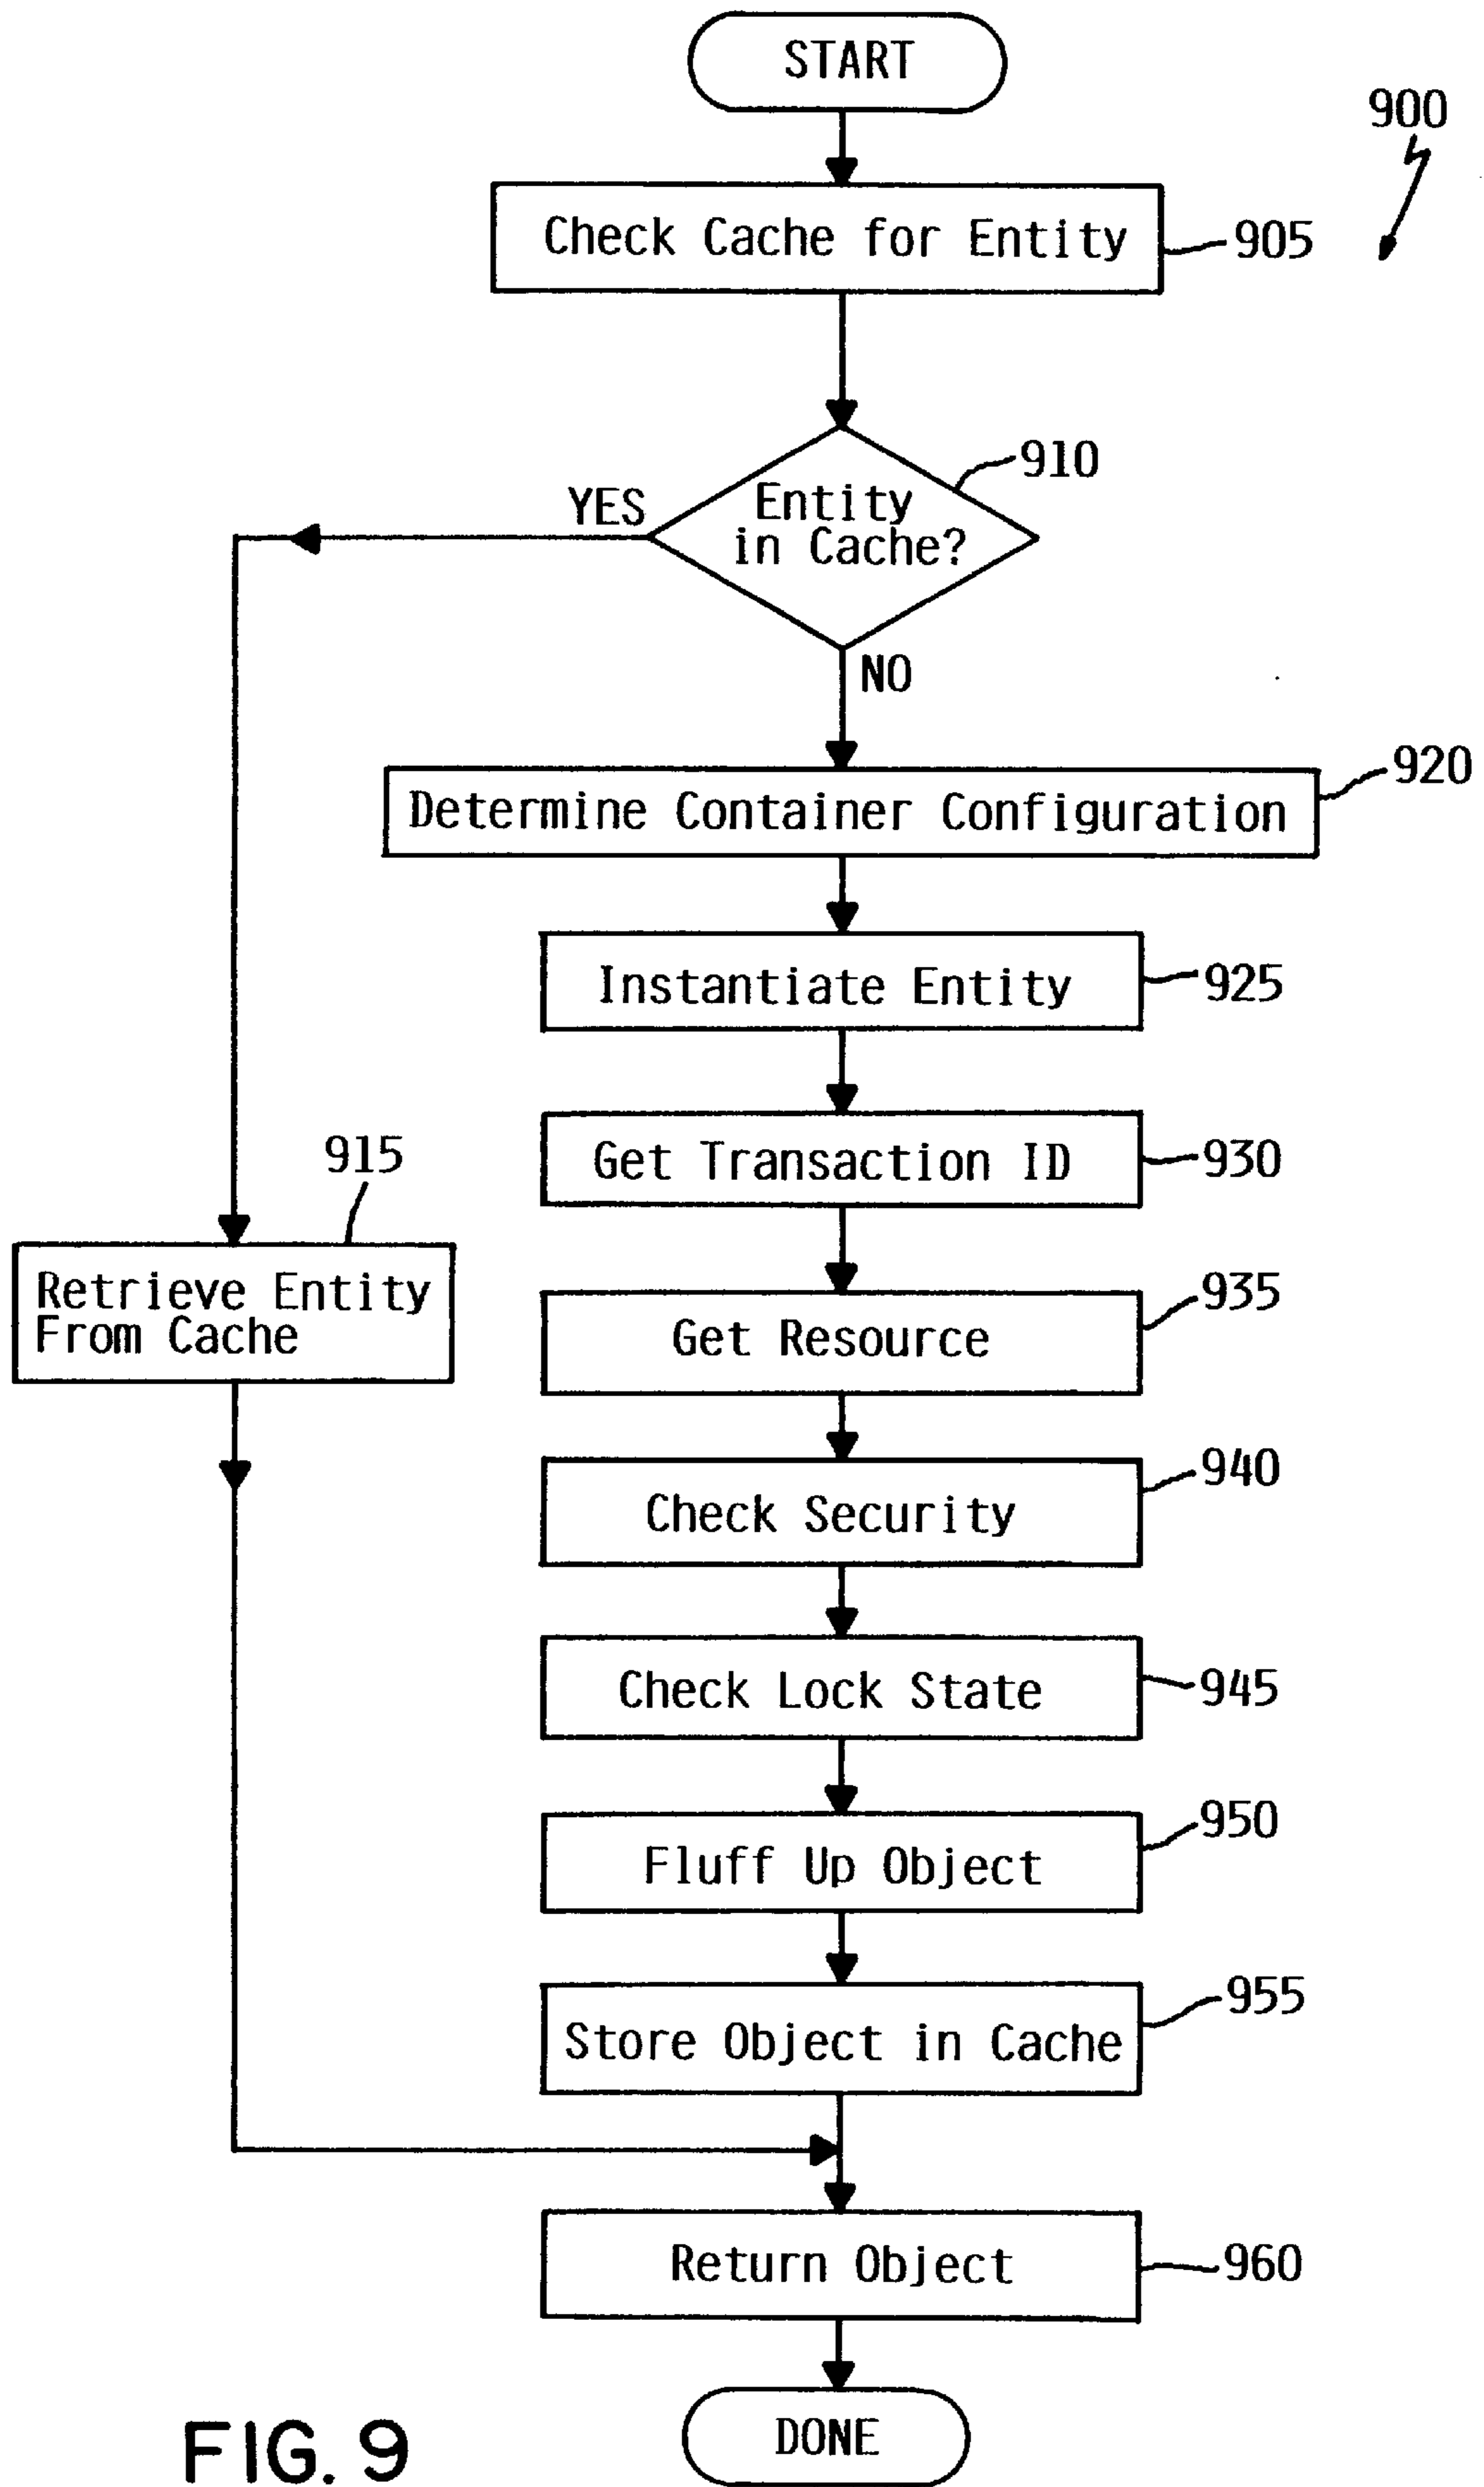 START
900
Check Cache for Entity
905
910
YES
Entity
in Cache?
NO
920
Determine Container Configuration
Instantiate Entity
925
915
Get Transaction ID
930
Retrieve Entity
From Cache
935
Get Resource
940
Check Security
Check Lock State
945
950
Fluff Up Object
955
Store Object in Cache
Return Object
960
DONE
FIG. 9